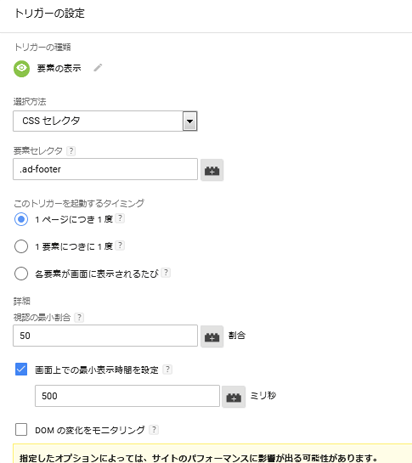 トリガーの設定
トリガーの種類
要素の表示
選択方法
CSS セレクタ
要素セレクタ ?
.ad-footer
このトリガーを起動するタイミング
1 ページにつき 1 度 ?
1 要素につきに 1 度 ?
各要素が画面に表示されるたび ?
詳細
視認の最小割合 ?
50 割合
画面上での最小表示時間を設定 ?
500 ミリ秒
DOM の変化をモニタリング ?
指定したオプションによっては、サイトのパフォーマンスに影響が出る可能性があります。